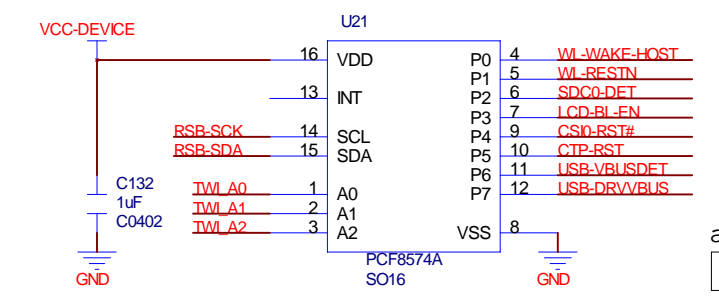 U21
VCC-DEVICE
16 VDD P0 4 WL-WAKE-HOST
P1 5 WL-RESTN
13 INT P2 6 SDC0-DET
P3 7 LCD-BL-EN
RSB-SCK 14 SCL P4 9 CSI0-RST#
RSB-SDA 15 SDA P5 10 CTP-RST
P6 11 USB-VBUSDET
TWI_A0 1 A0 P7 12 USB-DRVVBUS
TWI_A1 2 A1
TWI_A2 3 A2 VSS 8
C132
1uF
C0402
PCF8574A
SO16
GND GND